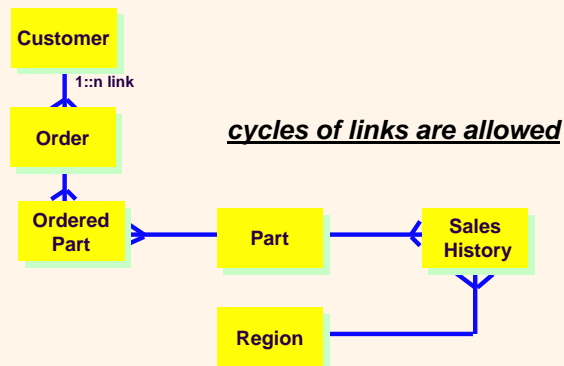 Customer
1::n link
Order
cycles of links are allowed
Ordered
Part
Part
Sales
History
Region